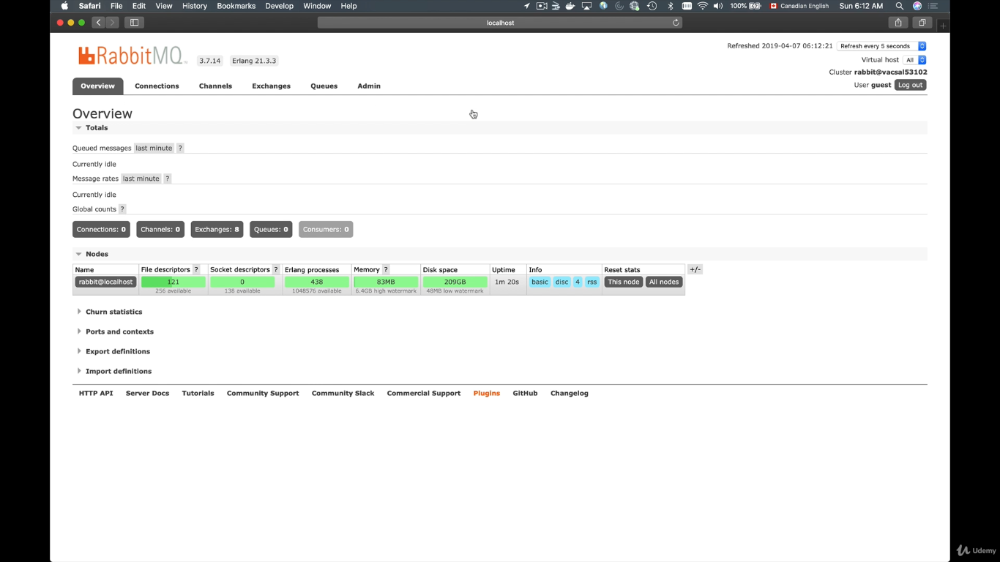 Safari File Edit View History Bookmarks Develop Window Help 100% Canadian English Sun 6:12 AM
localhost
RabbitMQ TM 3.7.14 Erlang 21.3.3
Refreshed 2019-04-07 06:12:21 Refresh every 5 seconds
Virtual host All
Cluster rabbit@vacsal53102
User guest Log out
Overview Connections Channels Exchanges Queues Admin
Overview
Totals
Queued messages last minute ?
Currently idle
Message rates last minute ?
Currently idle
Global counts ?
Connections: 0 Channels: 0 Exchanges: 8 Queues: 0 Consumers: 0
Nodes
Name File descriptors ? Socket descriptors ? Erlang processes Memory ? Disk space Uptime Info Reset stats +/-
rabbit@localhost 121 0 438 83MB 209GB 1m 20s basic disc 4 rss This node All nodes
256 available 138 available 1048576 available 6.4GB high watermark 48MB low watermark
Churn statistics
Ports and contexts
Export definitions
Import definitions
HTTP API Server Docs Tutorials Community Support Community Slack Commercial Support Plugins GitHub Changelog
Udemy